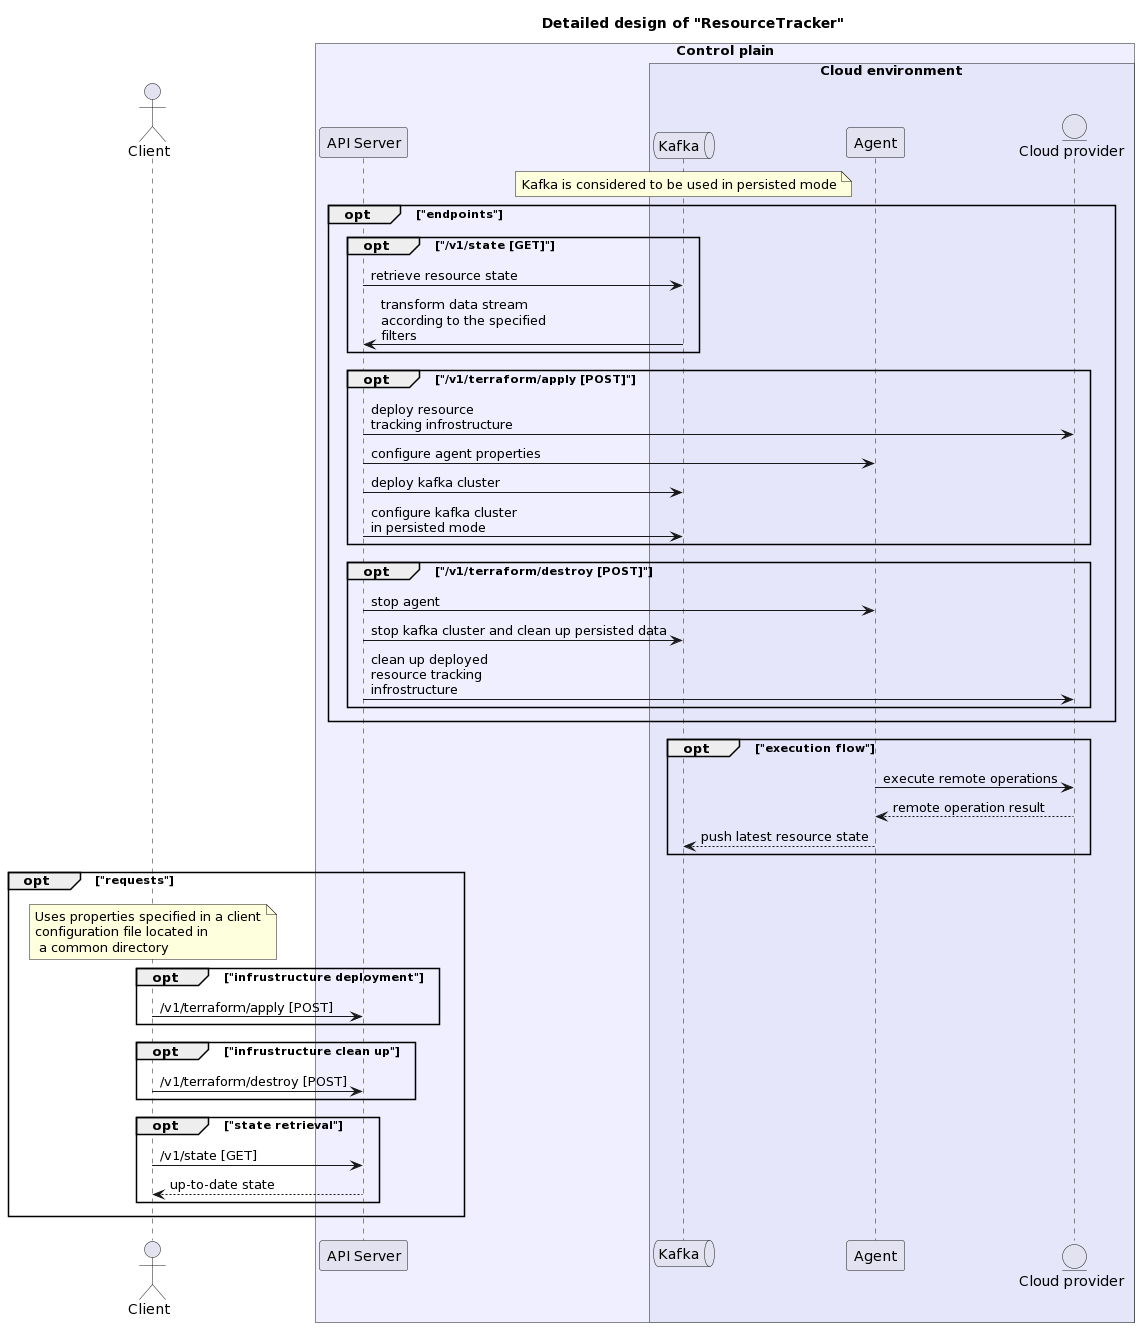 Detailed design of "ResourceTracker"
Control plain
Cloud environment
Client
API Server
Kafka
Agent
Cloud provider
Kafka is considered to be used in persisted mode
opt ["endpoints"]
opt ["/v1/state [GET]"]
retrieve resource state
transform data stream
according to the specified
filters
opt ["/v1/terraform/apply [POST]"]
deploy resource
tracking infrostructure
configure agent properties
deploy kafka cluster
configure kafka cluster
in persisted mode
opt ["/v1/terraform/destroy [POST]"]
stop agent
stop kafka cluster and clean up persisted data
clean up deployed
resource tracking
infrostructure
opt ["execution flow"]
execute remote operations
remote operation result
push latest resource state
opt ["requests"]
Uses properties specified in a client
configuration file located in
a common directory
opt ["infrustructure deployment"]
/v1/terraform/apply [POST]
opt ["infrustructure clean up"]
/v1/terraform/destroy [POST]
opt ["state retrieval"]
/v1/state [GET]
up-to-date state
Client
API Server
Kafka
Agent
Cloud provider